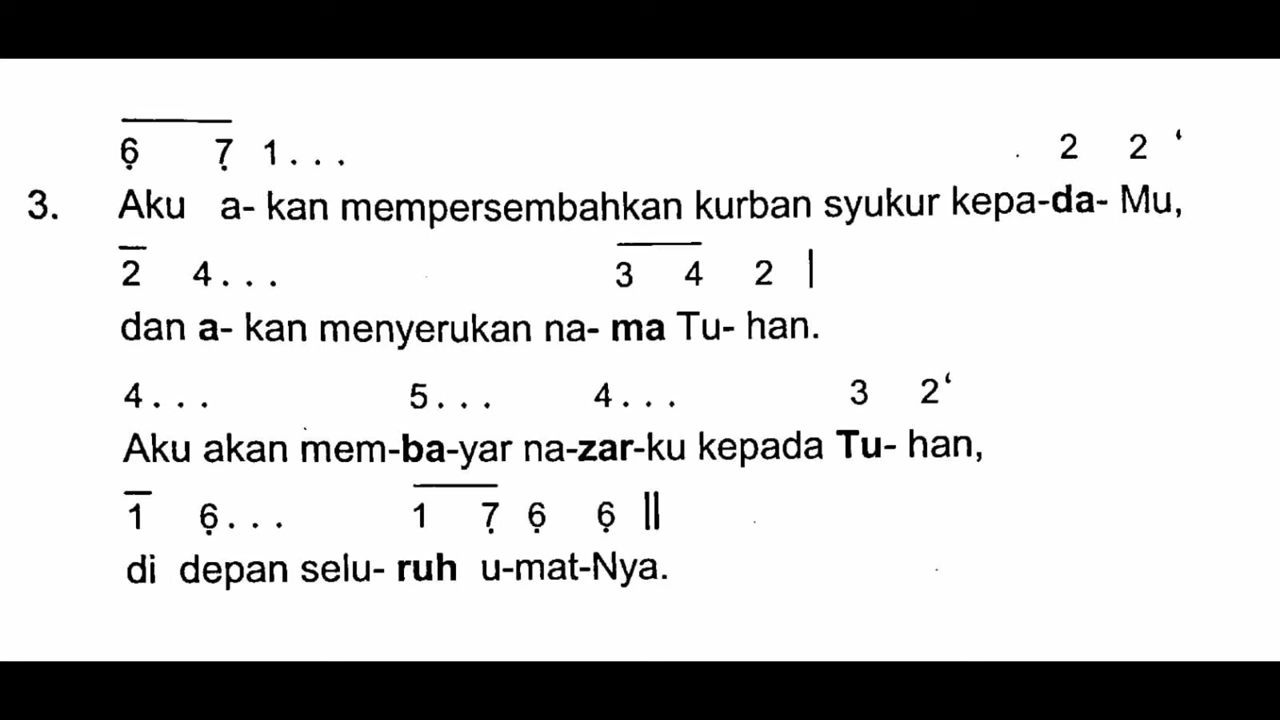 6̣ 7̣ 1 . . . 2 2 ‘
3. Aku a- kan mempersembahkan kurban syukur kepa-da- Mu,
2 4 . . . 3 4 2 |
dan a- kan menyerukan na- ma Tu- han.
4 . . . 5 . . . 4 . . . 3 2 ‘
Aku akan mem-ba-yar na-zar-ku kepada Tu- han,
1 6̣ . . . 1 7̣ 6̣ 6̣ ||
di depan selu- ruh u-mat-Nya.